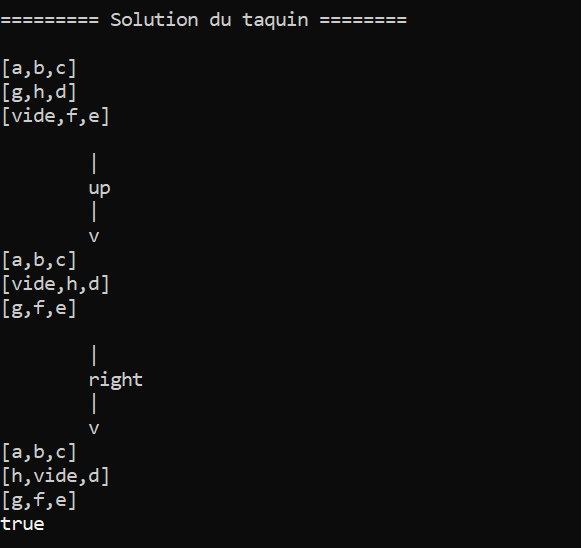 ========= Solution du taquin ========
[a,b,c]
[g,h,d]
[vide,f,e]
|
up
|
v
[a,b,c]
[vide,h,d]
[g,f,e]
|
right
|
v
[a,b,c]
[h,vide,d]
[g,f,e]
true